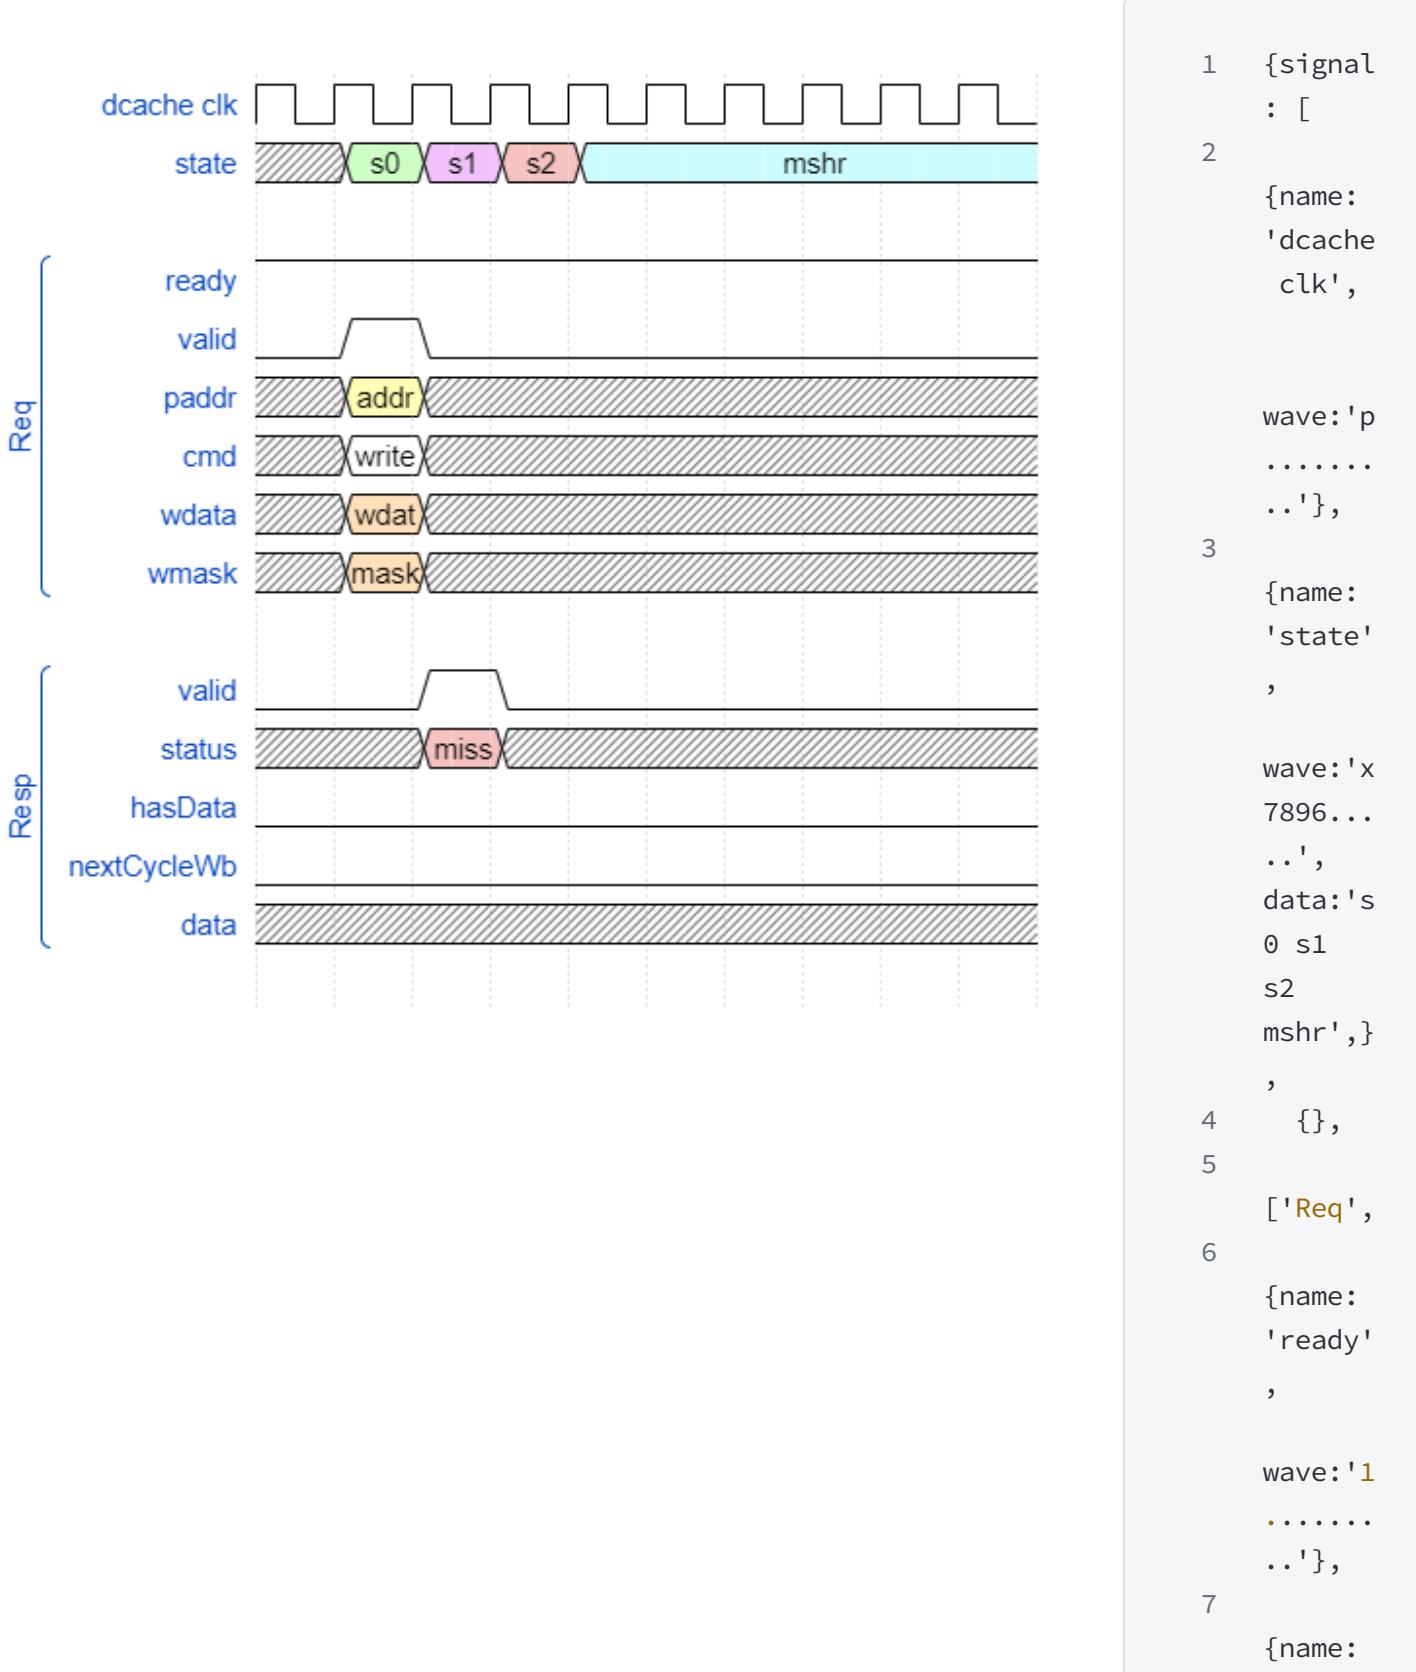 dcache clk
state s0 s1 s2 mshr
Req
ready
valid
paddr addr
cmd write
wdata wdat
wmask mask
Resp
valid
status miss
hasData
nextCycleWb
data
1 {signal
: [
2
{name:
'dcache
clk',
wave:'p
.......
..'},
3
{name:
'state'
,
wave:'x
7896...
..',
data:'s
0 s1
s2
mshr',}
,
4 {},
5
['Req',
6
{name:
'ready'
,
wave:'1
.......
..'},
7
{name: